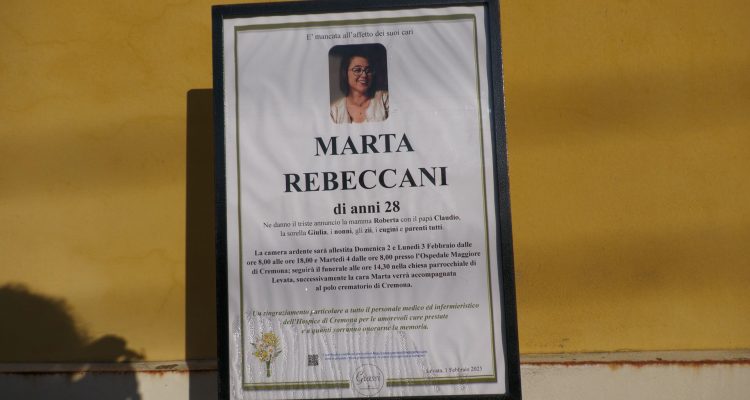 E' mancata all'affetto dei suoi cari
MARTA
REBECCANI
di anni 28
Ne danno il triste annuncio la mamma Roberta con il papà Claudio,
la sorella Giulia, i nonni, gli zii, i cugini e parenti tutti.
La camera ardente sarà allestita Domenica 2 e Lunedì 3 Febbraio dalle
ore 8,00 alle ore 18,00 e Martedì 4 dalle ore 8,00 presso l'Ospedale Maggiore
di Cremona; seguirà il funerale alle ore 14,30 nella chiesa parrocchiale di
Levata, successivamente la cara Marta verrà accompagnata
al polo crematorio di Cremona.
Un ringraziamento particolare a tutto il personale medico ed infermieristico
dell'Hospice di Cremona per le amorevoli cure prestate
e a quanti vorranno onorarne la memoria.
Levata, 1 Febbraio 2025